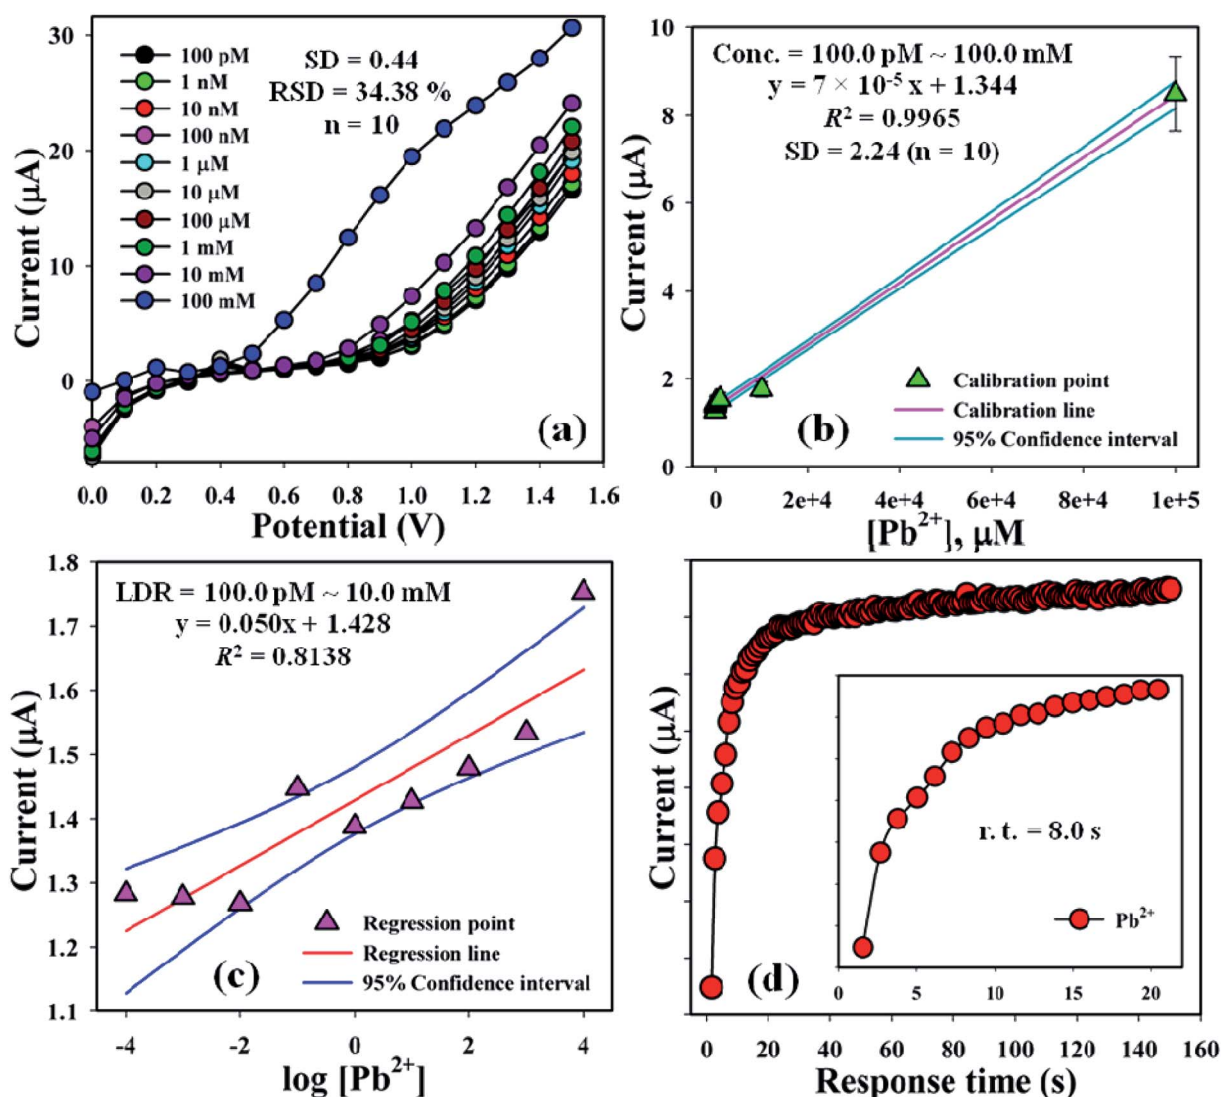 Current (μA)
30
20
10
0
100 pM
1 nM
10 nM
100 nM
1 μM
10 μM
100 μM
1 mM
10 mM
100 mM
SD = 0.44
RSD = 34.38 %
n = 10
(a)
0.0 0.2 0.4 0.6 0.8 1.0 1.2 1.4 1.6
Potential (V)
Current (μA)
10
8
6
4
2
0
Conc. = 100.0 pM ~ 100.0 mM
y = 7 × 10⁻⁵ x + 1.344
R² = 0.9965
SD = 2.24 (n = 10)
Calibration point
Calibration line
95% Confidence interval
(b)
0 2e+4 4e+4 6e+4 8e+4 1e+5
[Pb²⁺], μM
Current (μA)
1.8
1.7
1.6
1.5
1.4
1.3
1.2
1.1
LDR = 100.0 pM ~ 10.0 mM
y = 0.050x + 1.428
R² = 0.8138
Regression point
Regression line
95% Confidence interval
(c)
-4 -2 0 2 4
log [Pb²⁺]
Current (μA)
r. t. = 8.0 s
Pb²⁺
0 5 10 15 20
(d)
0 20 40 60 80 100 120 140 160
Response time (s)